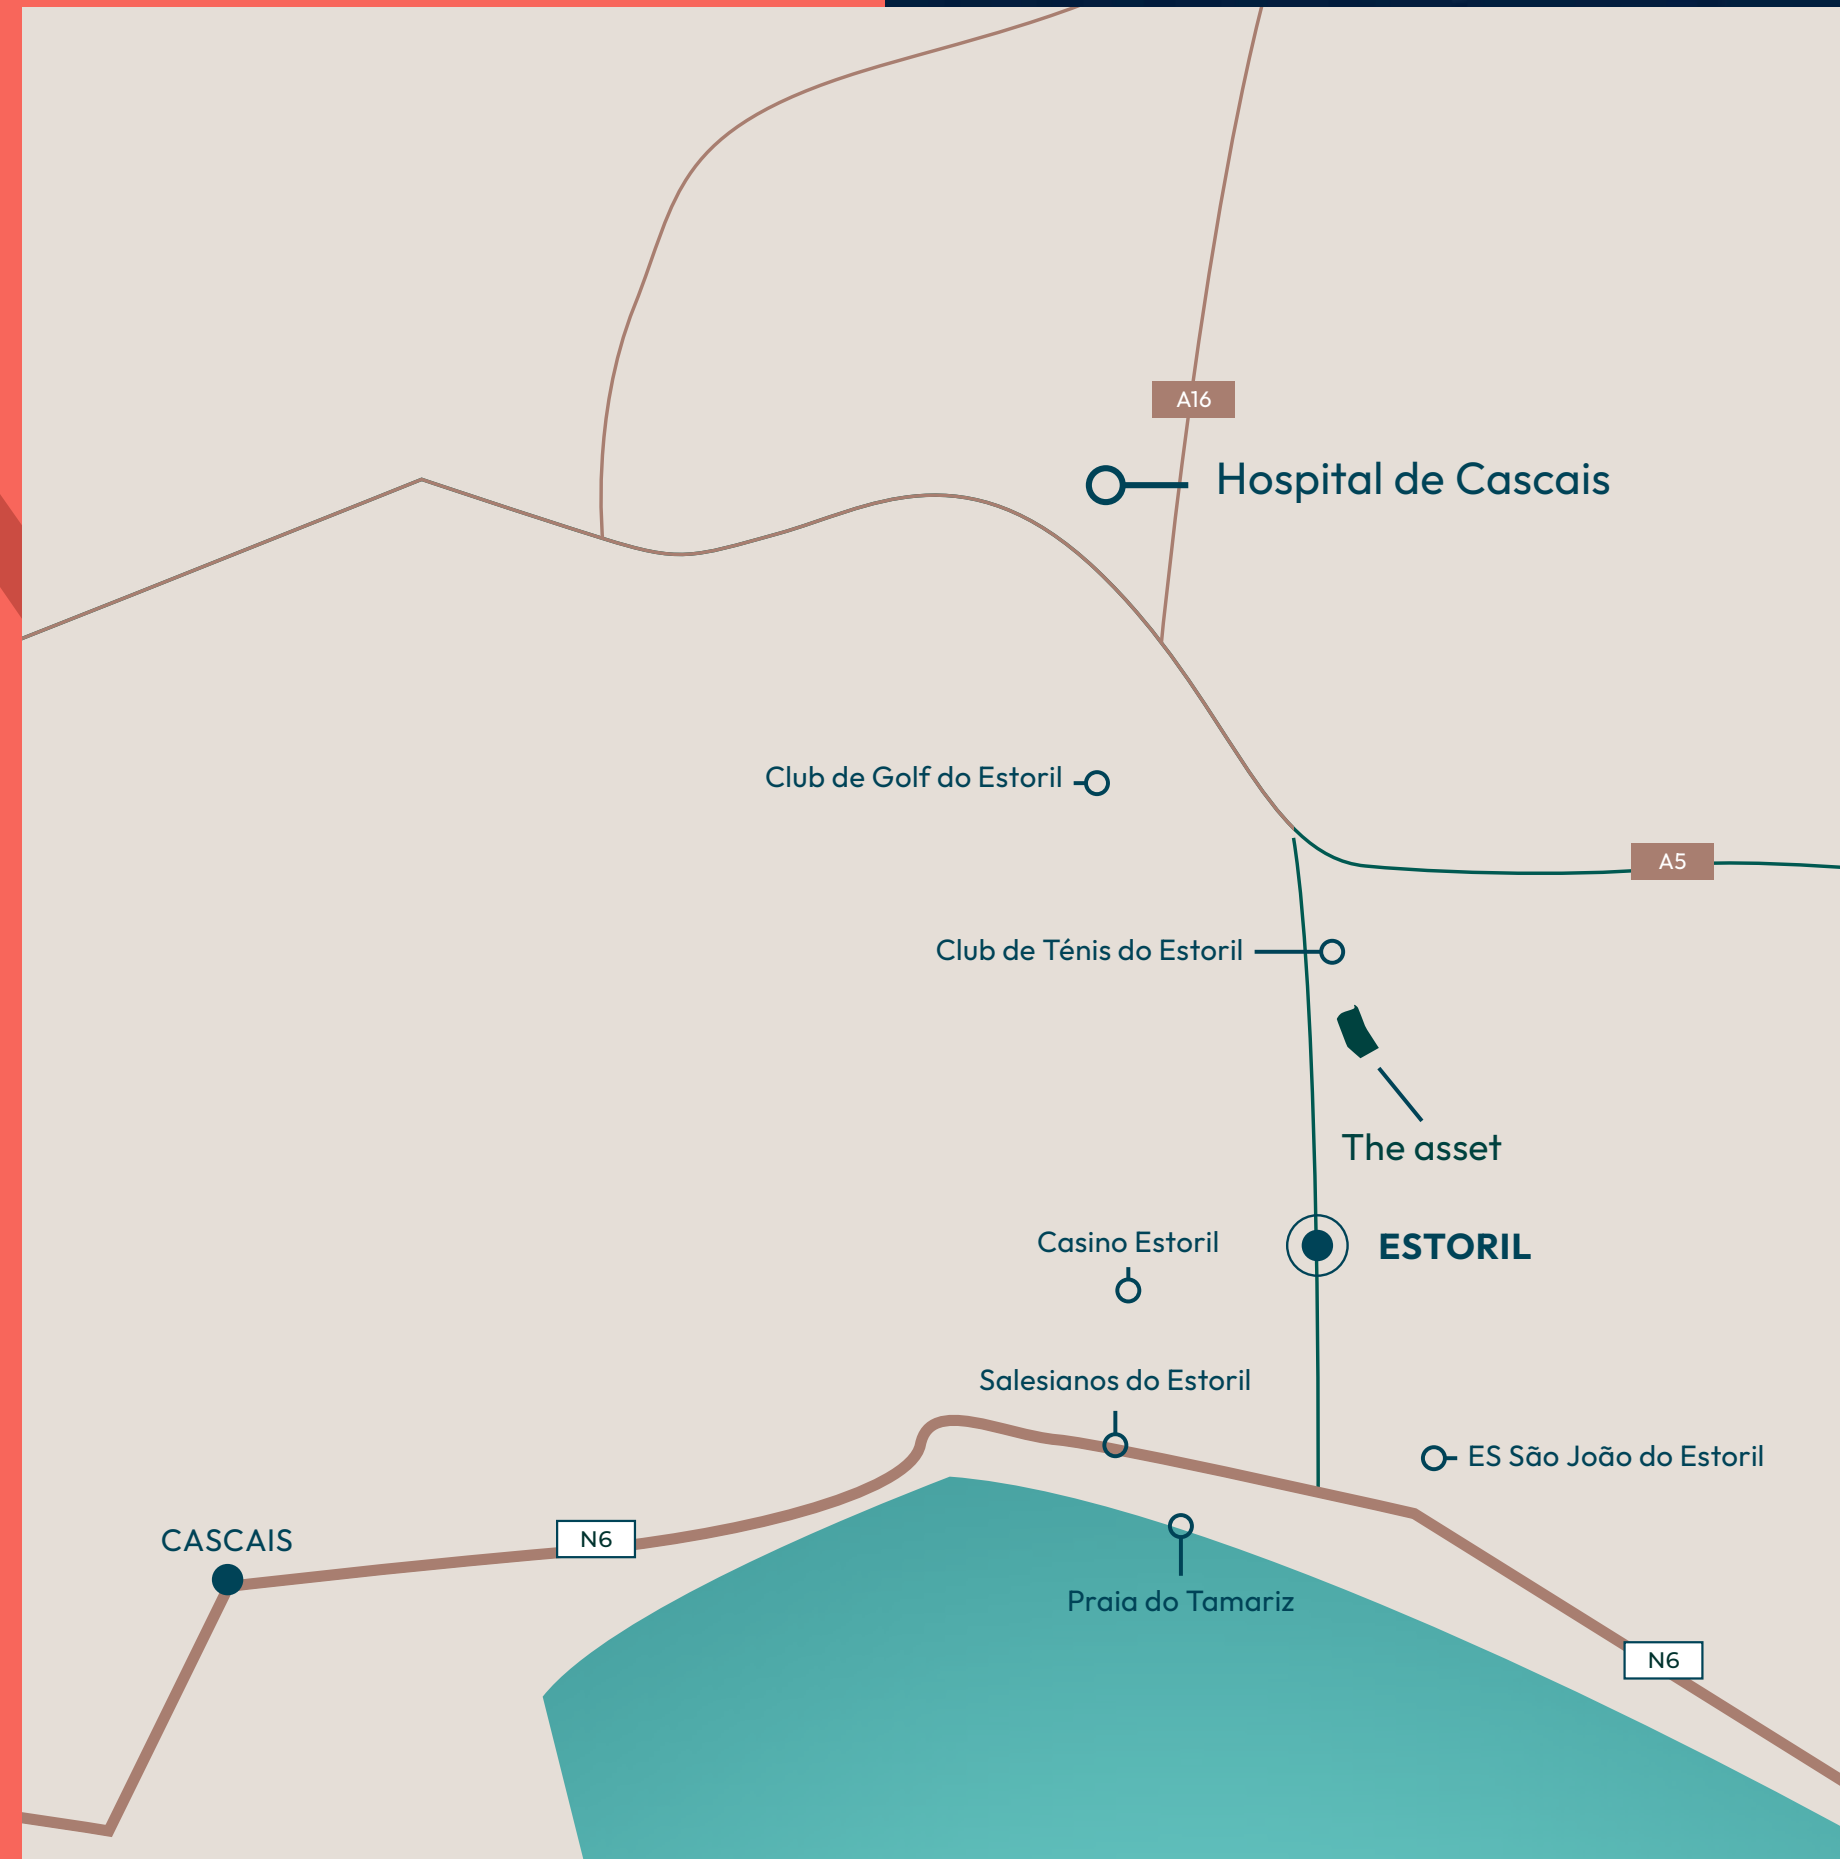 A16
Hospital de Cascais
Club de Golf do Estoril
A5
Club de Ténis do Estoril
The asset
Casino Estoril
ESTORIL
Salesianos do Estoril
ES São João do Estoril
CASCAIS
N6
Praia do Tamariz
N6